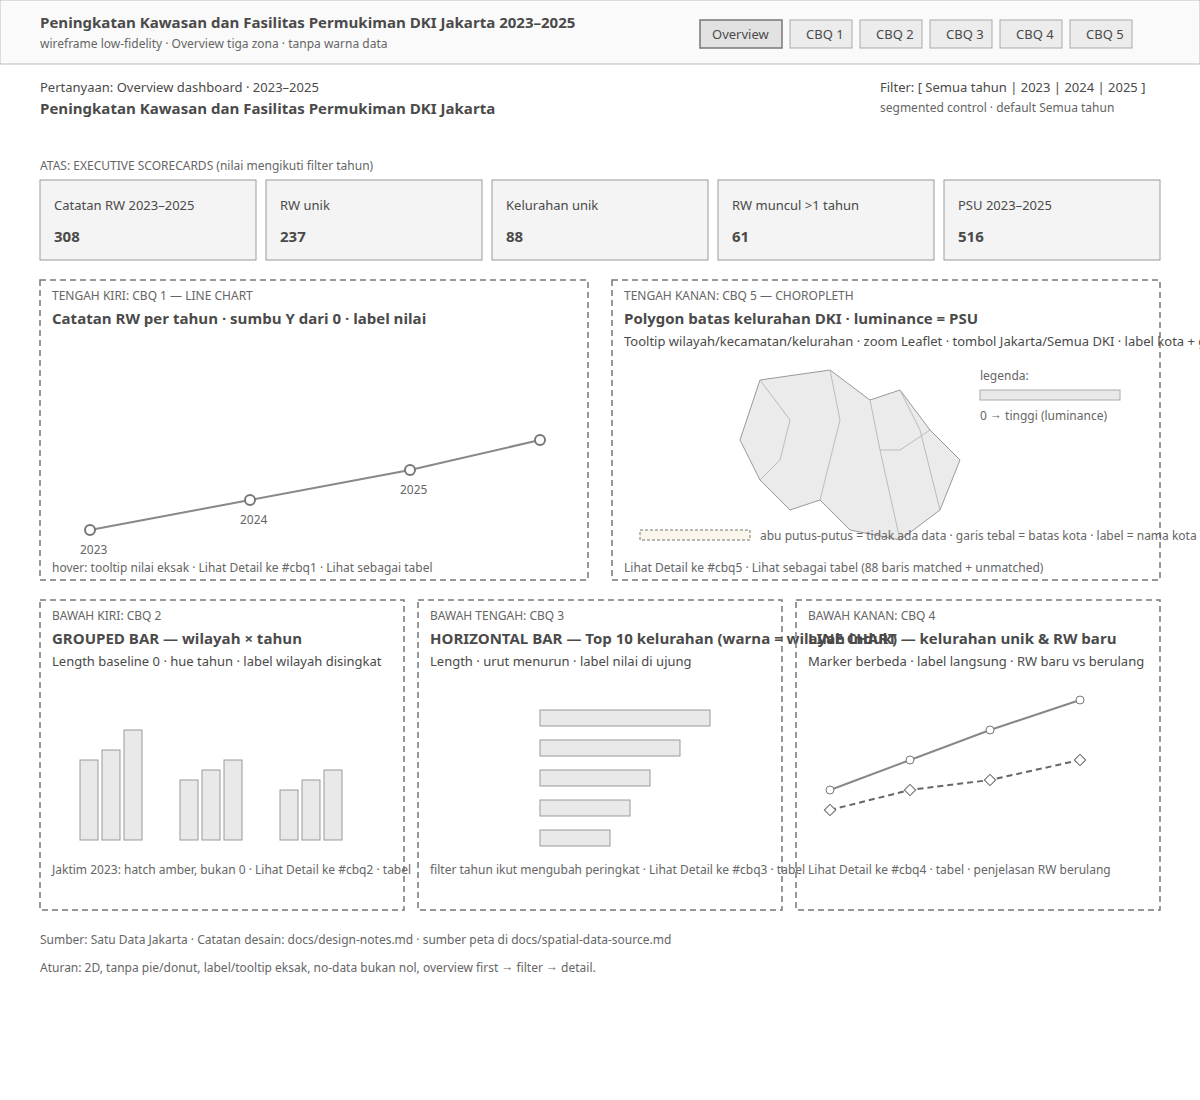 Peningkatan Kawasan dan Fasilitas Permukiman DKI Jakarta 2023–2025
wireframe low-fidelity · Overview tiga zona · tanpa warna data
Overview
CBQ 1
CBQ 2
CBQ 3
CBQ 4
CBQ 5
Pertanyaan: Overview dashboard · 2023–2025
Peningkatan Kawasan dan Fasilitas Permukiman DKI Jakarta
Filter: [ Semua tahun | 2023 | 2024 | 2025 ]
segmented control · default Semua tahun
ATAS: EXECUTIVE SCORECARDS (nilai mengikuti filter tahun)
Catatan RW 2023–2025
308
RW unik
237
Kelurahan unik
88
RW muncul >1 tahun
61
PSU 2023–2025
516
TENGAH KIRI: CBQ 1 — LINE CHART
Catatan RW per tahun · sumbu Y dari 0 · label nilai
2023
2024
2025
hover: tooltip nilai eksak · Lihat Detail ke #cbq1 · Lihat sebagai tabel
TENGAH KANAN: CBQ 5 — CHOROPLETH
Polygon batas kelurahan DKI · luminance = PSU
Tooltip wilayah/kecamatan/kelurahan · zoom Leaflet · tombol Jakarta/Semua DKI · label kota +
legenda:
0 → tinggi (luminance)
abu putus-putus = tidak ada data · garis tebal = batas kota · label = nama kota
Lihat Detail ke #cbq5 · Lihat sebagai tabel (88 baris matched + unmatched)
BAWAH KIRI: CBQ 2
GROUPED BAR — wilayah × tahun
Length baseline 0 · hue tahun · label wilayah disingkat
Jaktim 2023: hatch amber, bukan 0 · Lihat Detail ke #cbq2 · tabel
BAWAH TENGAH: CBQ 3
HORIZONTAL BAR — Top 10 kelurahan (warna = wilayah induk)
Length · urut menurun · label nilai di ujung
filter tahun ikut mengubah peringkat · Lihat Detail ke #cbq3 · tabel
BAWAH KANAN: CBQ 4
LINE CHART — kelurahan unik & RW baru
Marker berbeda · label langsung · RW baru vs berulang
Lihat Detail ke #cbq4 · tabel · penjelasan RW berulang
Sumber: Satu Data Jakarta · Catatan desain: docs/design-notes.md · sumber peta di docs/spatial-data-source.md
Aturan: 2D, tanpa pie/donut, label/tooltip eksak, no-data bukan nol, overview first → filter → detail.